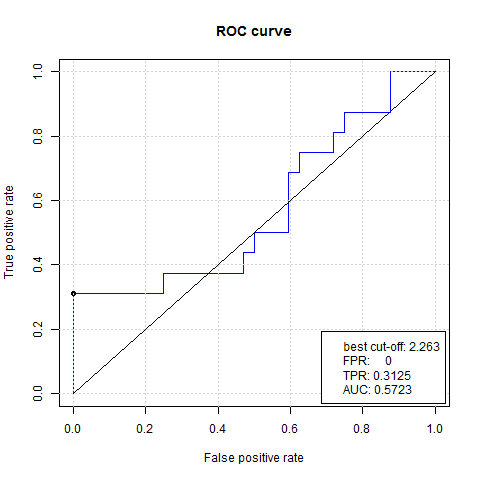 ROC curve
True positive rate
1.0
0.8
0.6
0.4
0.2
0.0
best cut-off: 2.263
FPR: 0
TPR: 0.3125
AUC: 0.5723
0.0 0.2 0.4 0.6 0.8 1.0
False positive rate